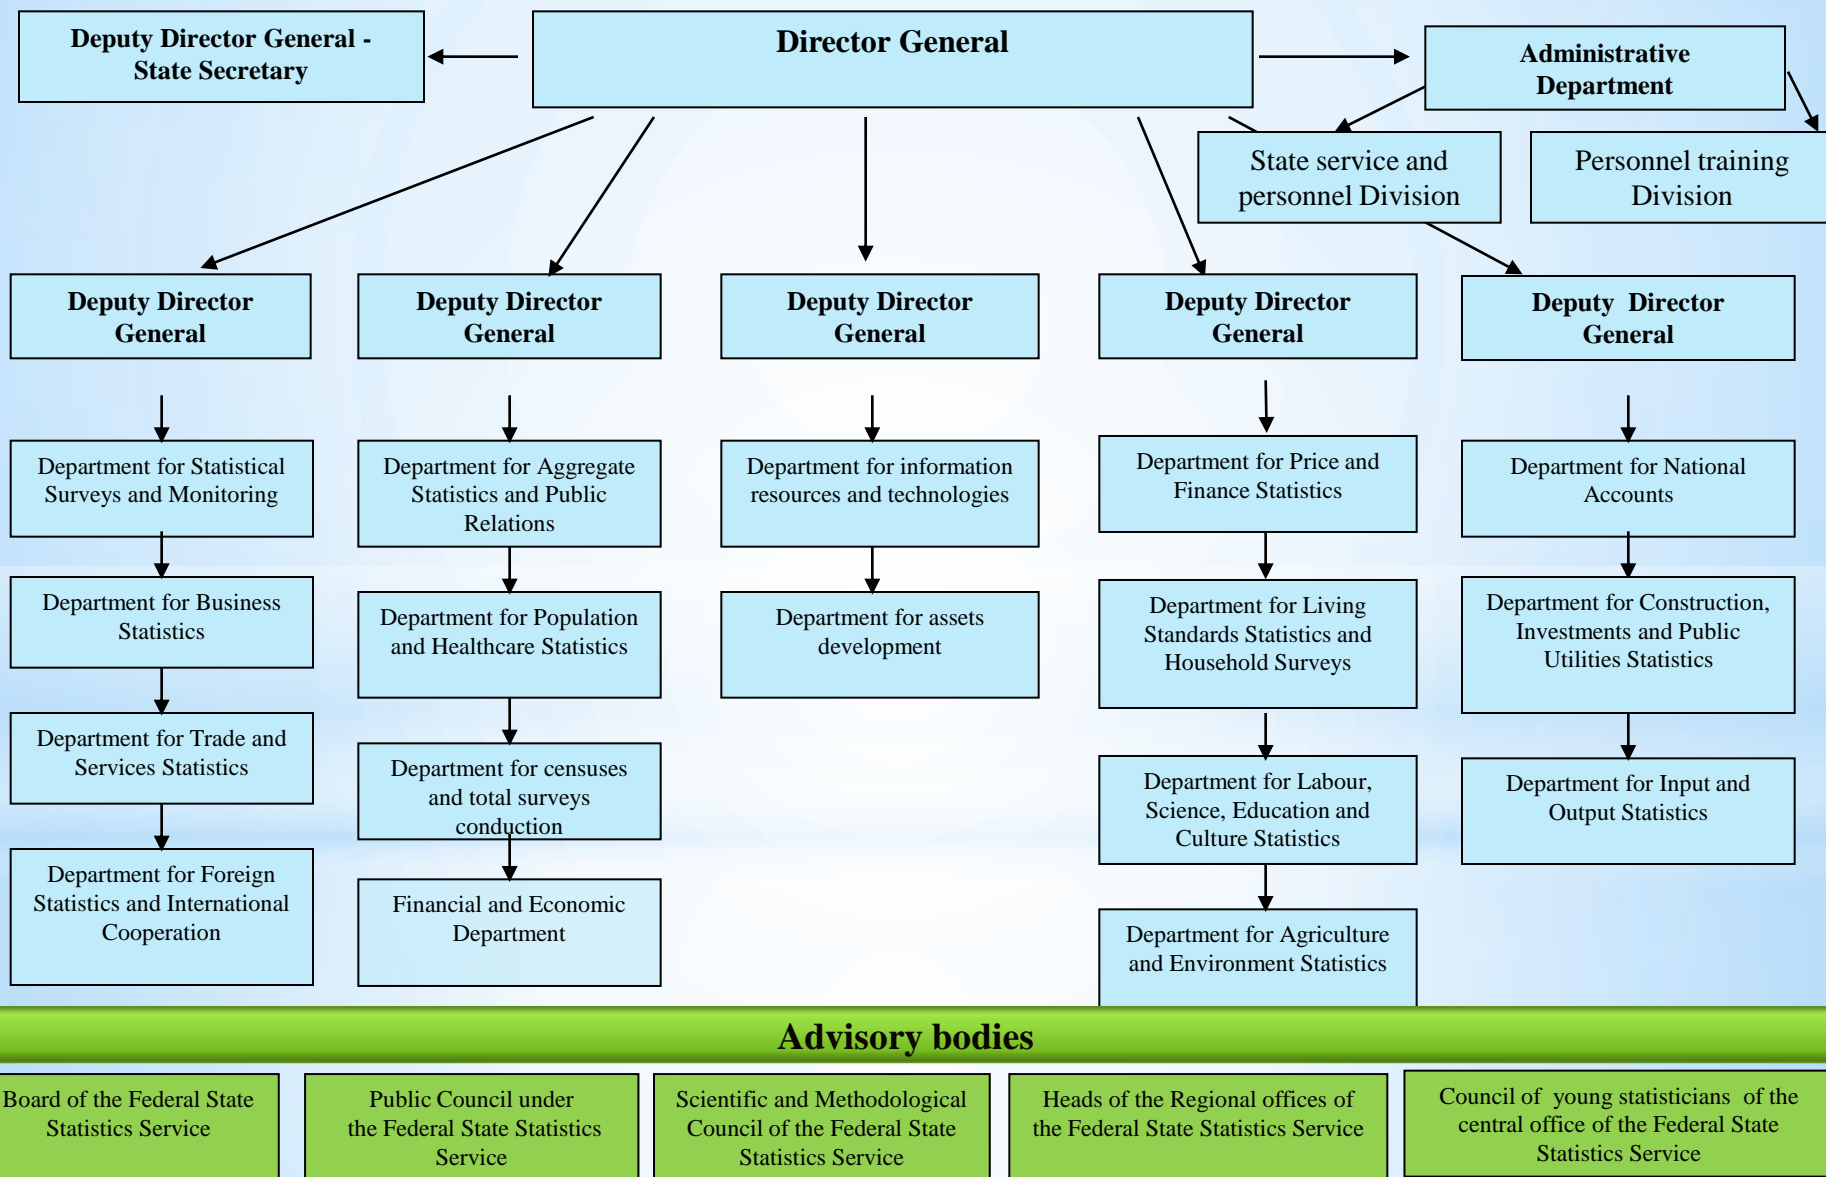 Deputy Director General -
State Secretary
Director General
Administrative
Department
State service and
personnel Division
Personnel training
Division
Deputy Director
General
Deputy Director
General
Deputy Director
General
Deputy Director
General
Deputy  Director
General
Department for Statistical
Surveys and Monitoring
Department for Business
Statistics
Department for Trade and
Services Statistics
Department for Foreign
Statistics and International
Cooperation
Department for Aggregate
Statistics and Public
Relations
Department for Population
and Healthcare Statistics
Department for censuses
and total surveys
conduction
Financial and Economic
Department
Department for information
resources and technologies
Department for assets
development
Department for Price and
Finance Statistics
Department for Living
Standards Statistics and
Household Surveys
Department for Labour,
Science, Education and
Culture Statistics
Department for Agriculture
and Environment Statistics
Department for National
Accounts
Department for Construction,
Investments and Public
Utilities Statistics
Department for Input and
Output Statistics
Advisory bodies
Board of the Federal State
Statistics Service
Public Council under
the Federal State Statistics
Service
Scientific and Methodological
Council of the Federal State
Statistics Service
Heads of the Regional offices of
the Federal State Statistics Service
Council of  young statisticians  of the
central office of the Federal State
Statistics Service